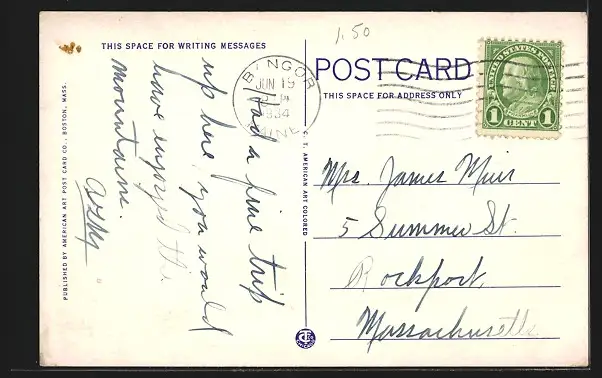 1.50
THIS SPACE FOR WRITING MESSAGES
POST CARD
THIS SPACE FOR ADDRESS ONLY
BANGOR
JUN 19
1934
MAINE
UNITED STATES POSTAGE
1 CENT 1
Had a fine trip
up here, you would
have enjoyed the
mountains.
Mrs. James Muir
5 Summer St.
Rockport,
Massachusetts
PUBLISHED BY AMERICAN ART POST CARD CO., BOSTON, MASS.
C. T. AMERICAN ART COLORED